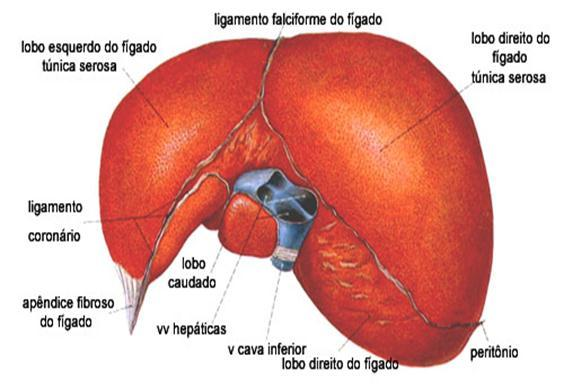 ligamento falciforme do fígado
lobo esquerdo do fígado
túnica serosa
lobo direito do
fígado
túnica serosa
ligamento
coronário
lobo
caudado
apêndice fibroso
do fígado
vv hepáticas
v cava inferior
lobo direito do fígado
peritônio